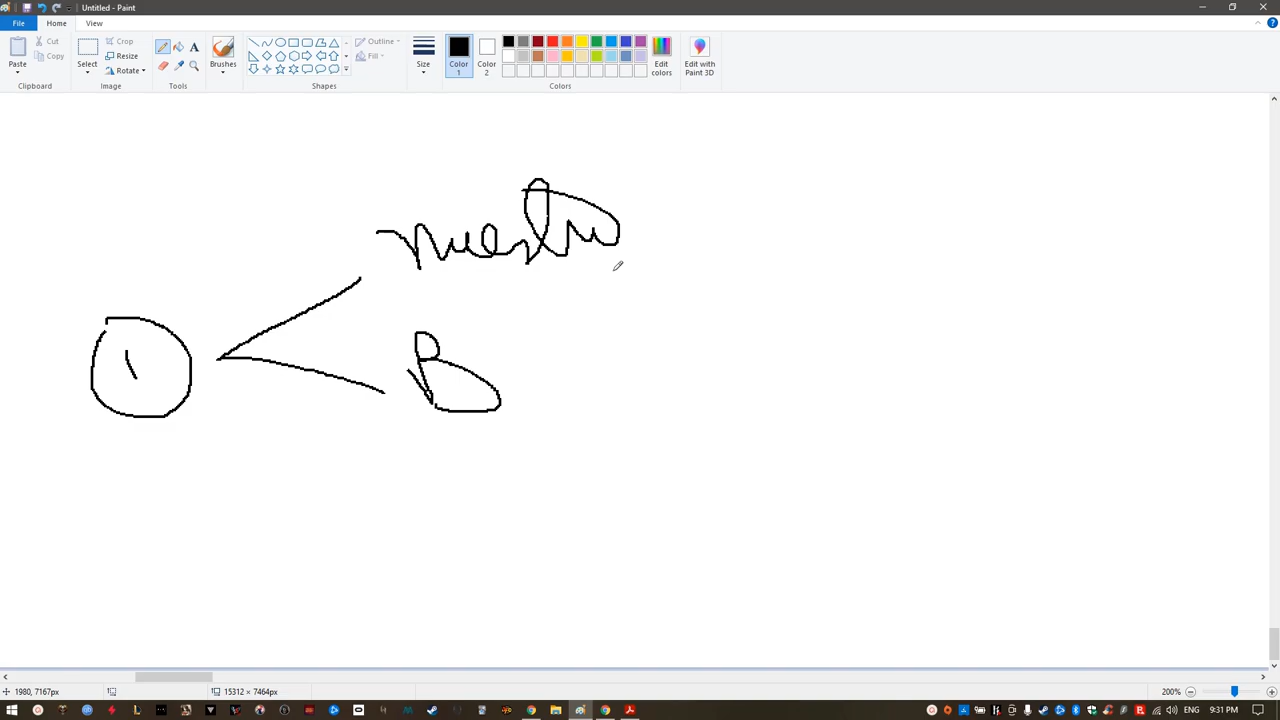 Untitled - Paint
File Home View
Paste
Cut
Copy
Clipboard
Select
Crop
Resize
Rotate
Image
Tools
Brushes
Shapes
Outline
Fill
Size
Color 1
Color 2
Edit colors
Colors
Edit with Paint 3D
B
1980, 7167px
15312 × 7464px
200%
ENG
9:31 PM